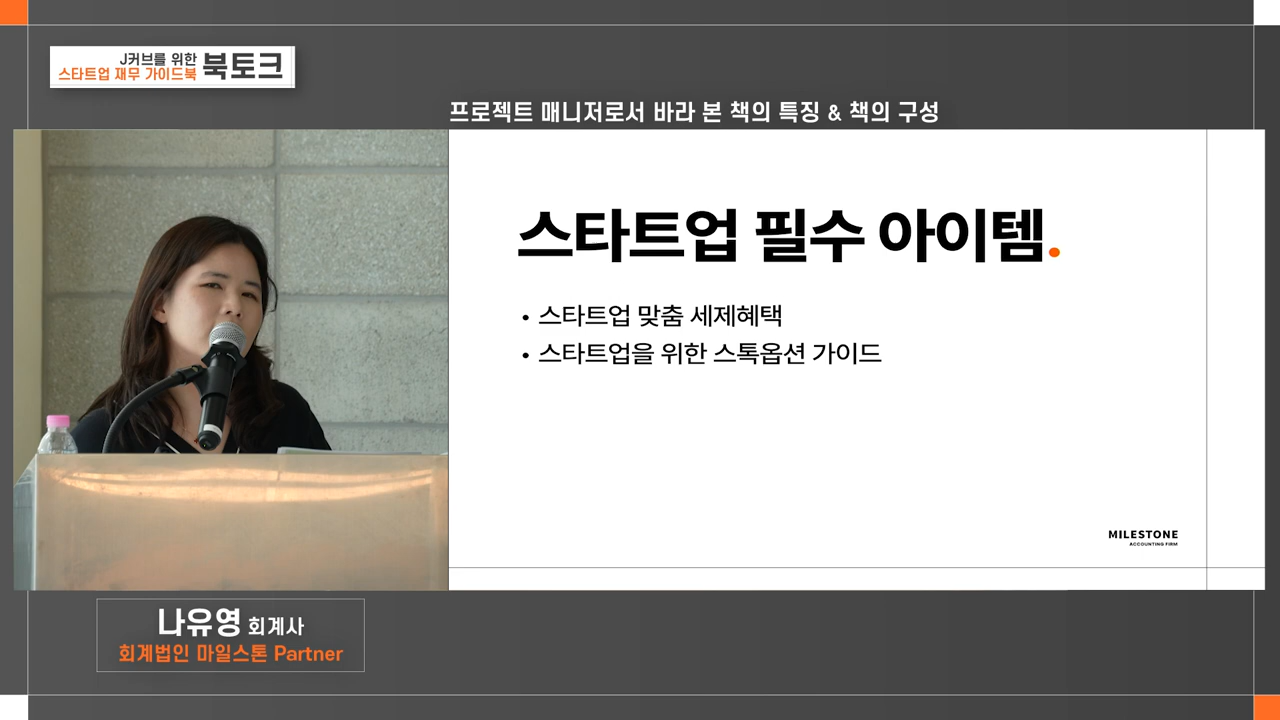 J커브를 위한
스타트업 재무 가이드북
북토크
프로젝트 매니저로서 바라 본 책의 특징 & 책의 구성
스타트업 필수 아이템.
• 스타트업 맞춤 세제혜택
• 스타트업을 위한 스톡옵션 가이드
MILESTONE
ACCOUNTING FIRM
나유영 회계사
회계법인 마일스톤 Partner